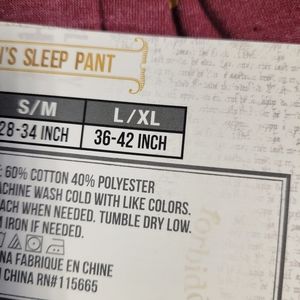 'S SLEEP PANT
S/M
L/XL
28-34 INCH
36-42 INCH
: 60% COTTON 40% POLYESTER
ACHINE WASH COLD WITH LIKE COLORS.
ACH WHEN NEEDED. TUMBLE DRY LOW.
M IRON IF NEEDED.
NA FABRIQUE EN CHINE
CHINA RN#115665